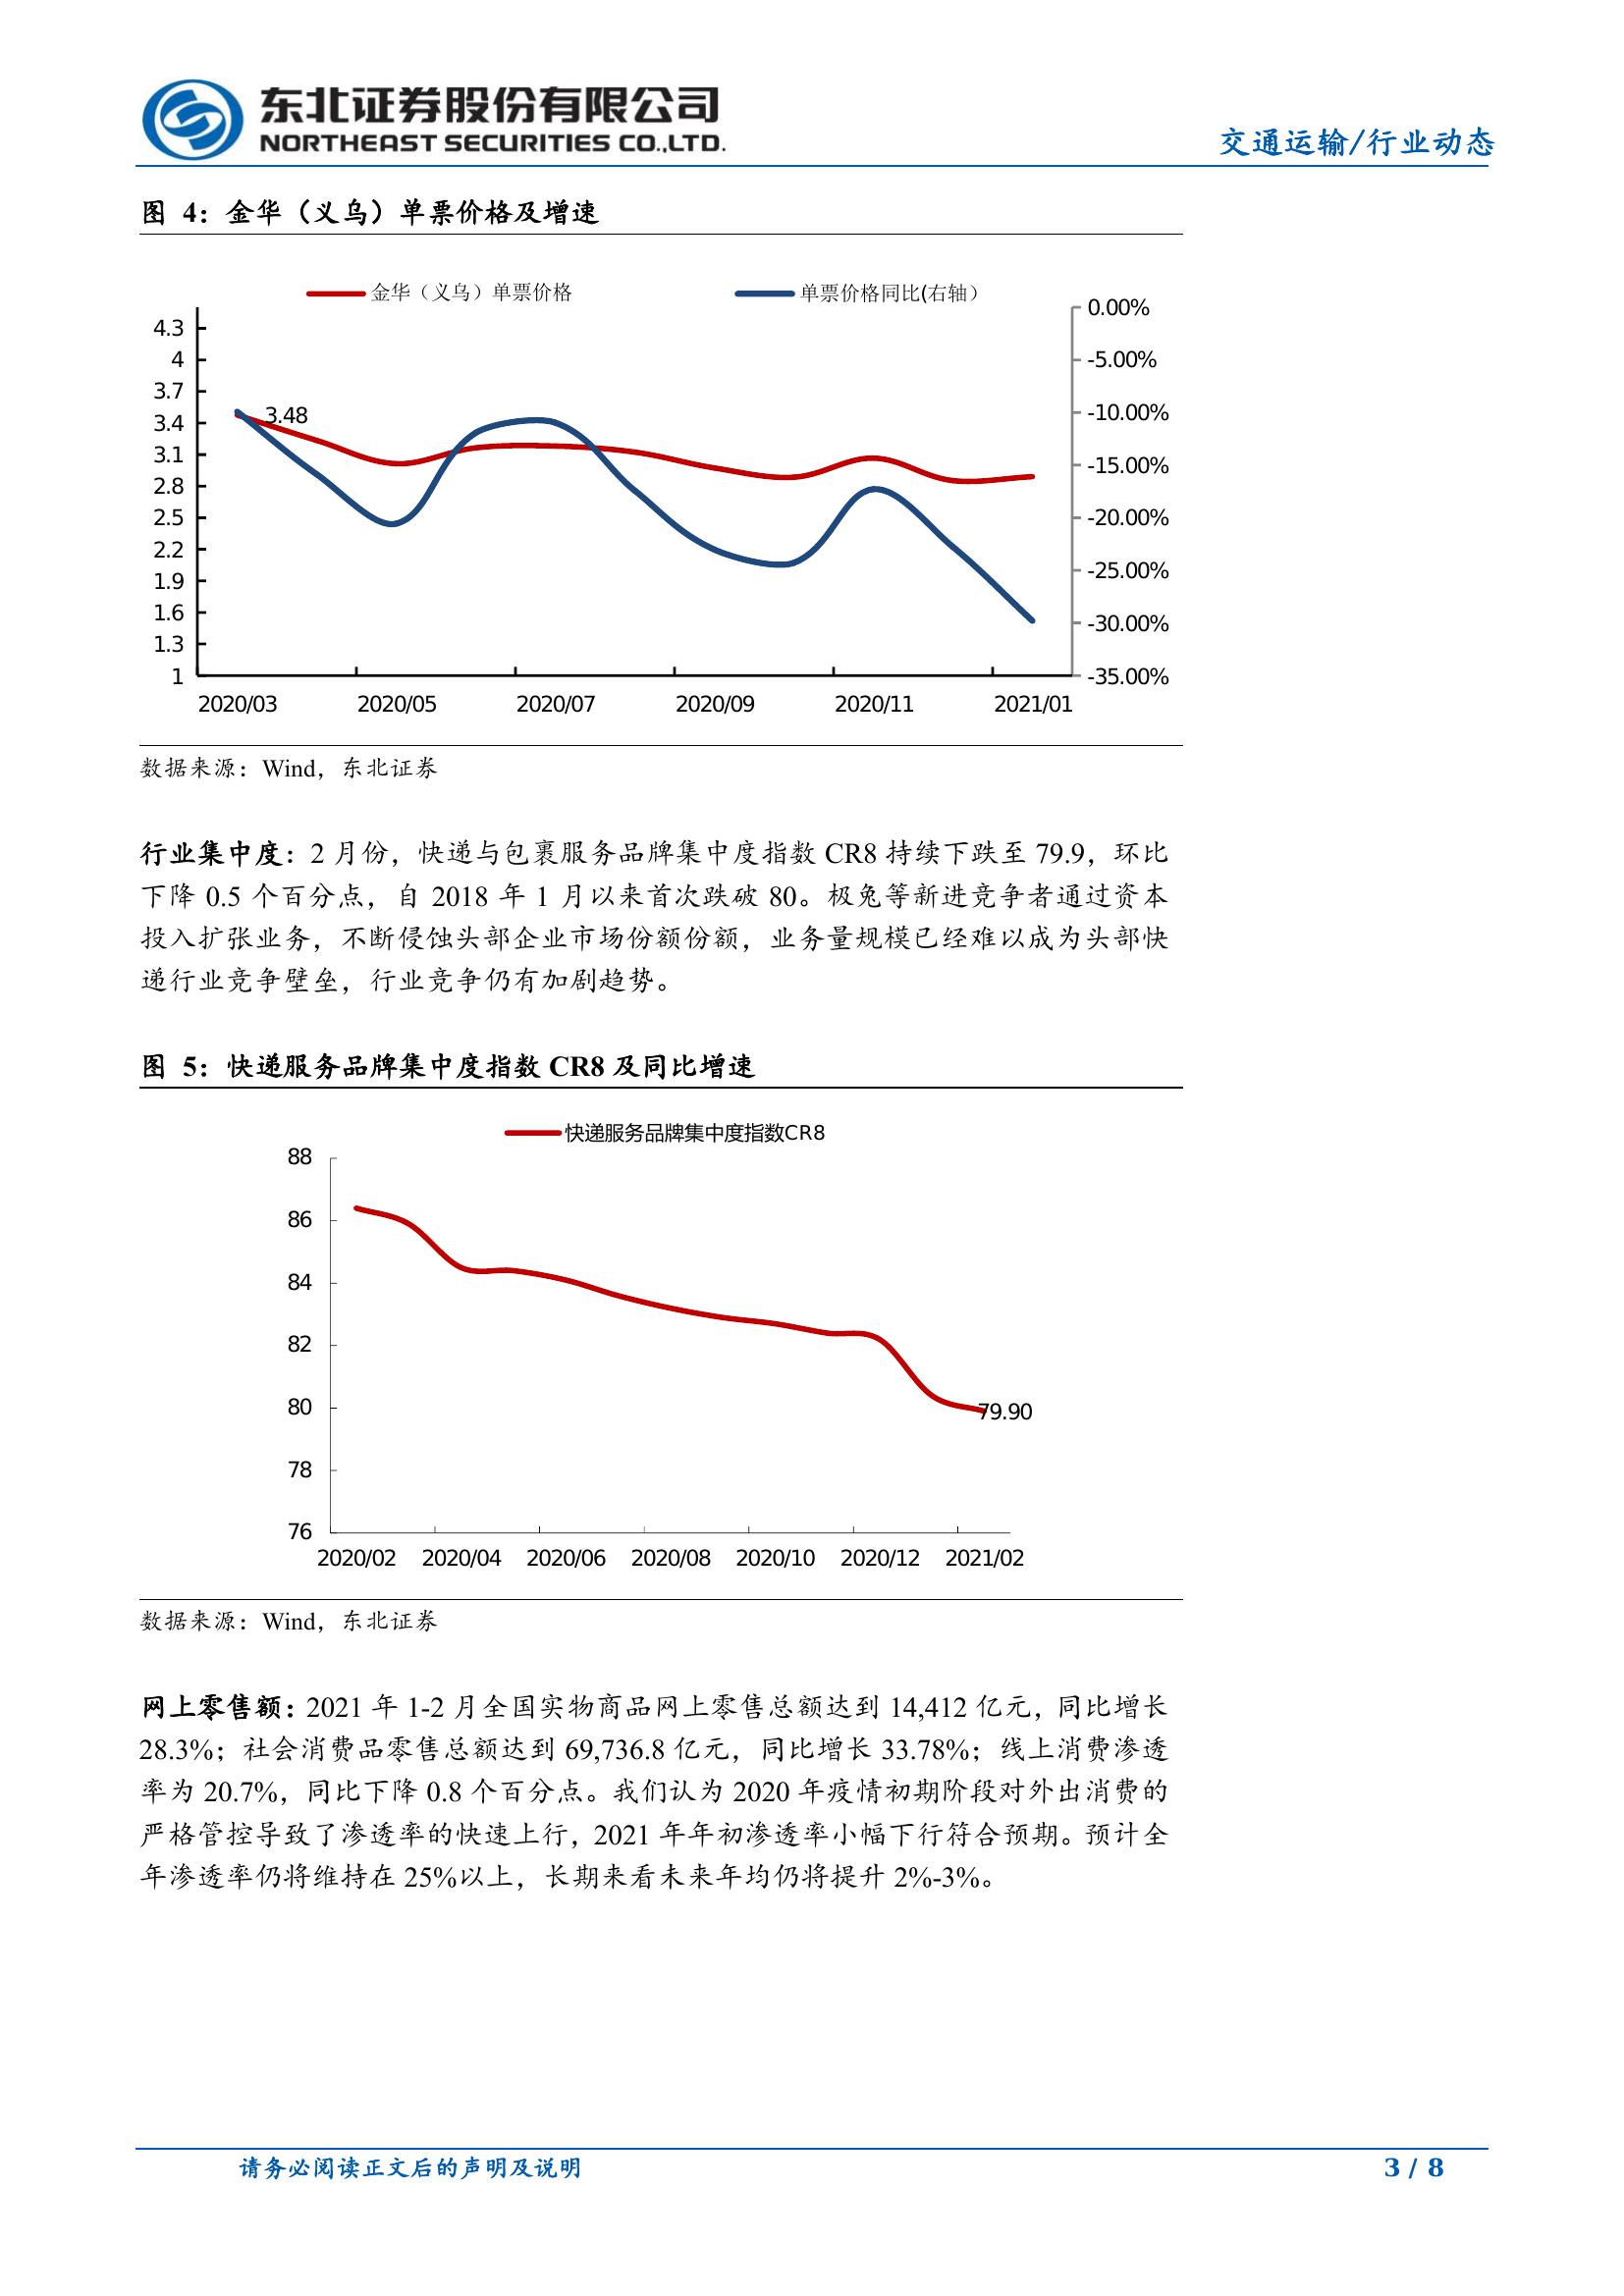 东北证券股份有限公司
NORTHEAST SECURITIES CO.,LTD.
交通运输/行业动态
图 4：金华（义乌）单票价格及增速
金华（义乌）单票价格
单票价格同比(右轴)
4.3
4
3.7
3.4
3.1
2.8
2.5
2.2
1.9
1.6
1.3
1
3.48
0.00%
-5.00%
-10.00%
-15.00%
-20.00%
-25.00%
-30.00%
-35.00%
2020/03 2020/05 2020/07 2020/09 2020/11 2021/01
数据来源：Wind，东北证券
行业集中度：2 月份，快递与包裹服务品牌集中度指数 CR8 持续下跌至 79.9，环比
下降 0.5 个百分点，自 2018 年 1 月以来首次跌破 80。极兔等新进竞争者通过资本
投入扩张业务，不断侵蚀头部企业市场份额份额，业务量规模已经难以成为头部快
递行业竞争壁垒，行业竞争仍有加剧趋势。
图 5：快递服务品牌集中度指数 CR8 及同比增速
快递服务品牌集中度指数CR8
88
86
84
82
80
78
76
79.90
2020/02 2020/04 2020/06 2020/08 2020/10 2020/12 2021/02
数据来源：Wind，东北证券
网上零售额：2021 年 1-2 月全国实物商品网上零售总额达到 14,412 亿元，同比增长
28.3%；社会消费品零售总额达到 69,736.8 亿元，同比增长 33.78%；线上消费渗透
率为 20.7%，同比下降 0.8 个百分点。我们认为 2020 年疫情初期阶段对外出消费的
严格管控导致了渗透率的快速上行，2021 年年初渗透率小幅下行符合预期。预计全
年渗透率仍将维持在 25%以上，长期来看未来年均仍将提升 2%-3%。
请务必阅读正文后的声明及说明
3 / 8